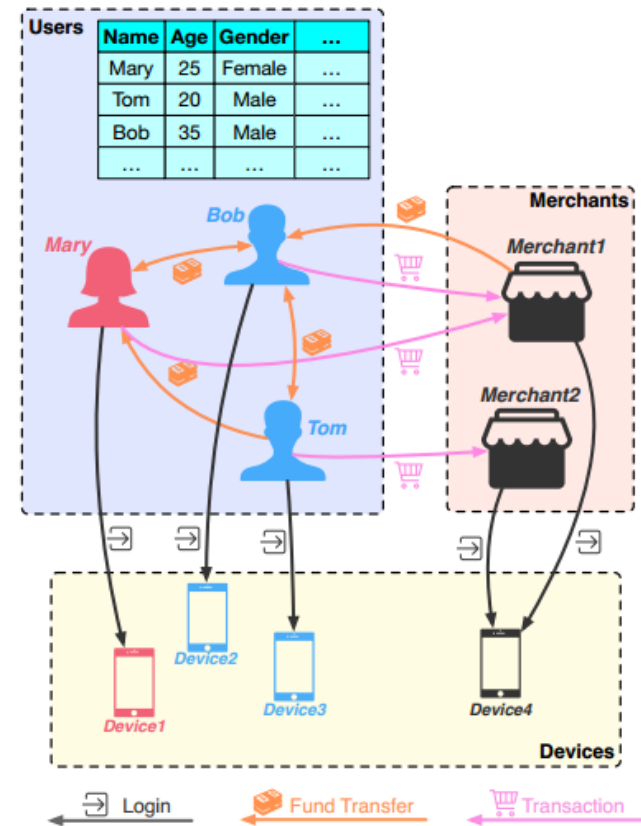 Users
Name Age Gender ...
Mary 25 Female ...
Tom 20 Male ...
Bob 35 Male ...
... ... ... ...
Bob
Mary
Tom
Merchants
Merchant1
Merchant2
Device1
Device2
Device3
Device4
Devices
Login
Fund Transfer
Transaction